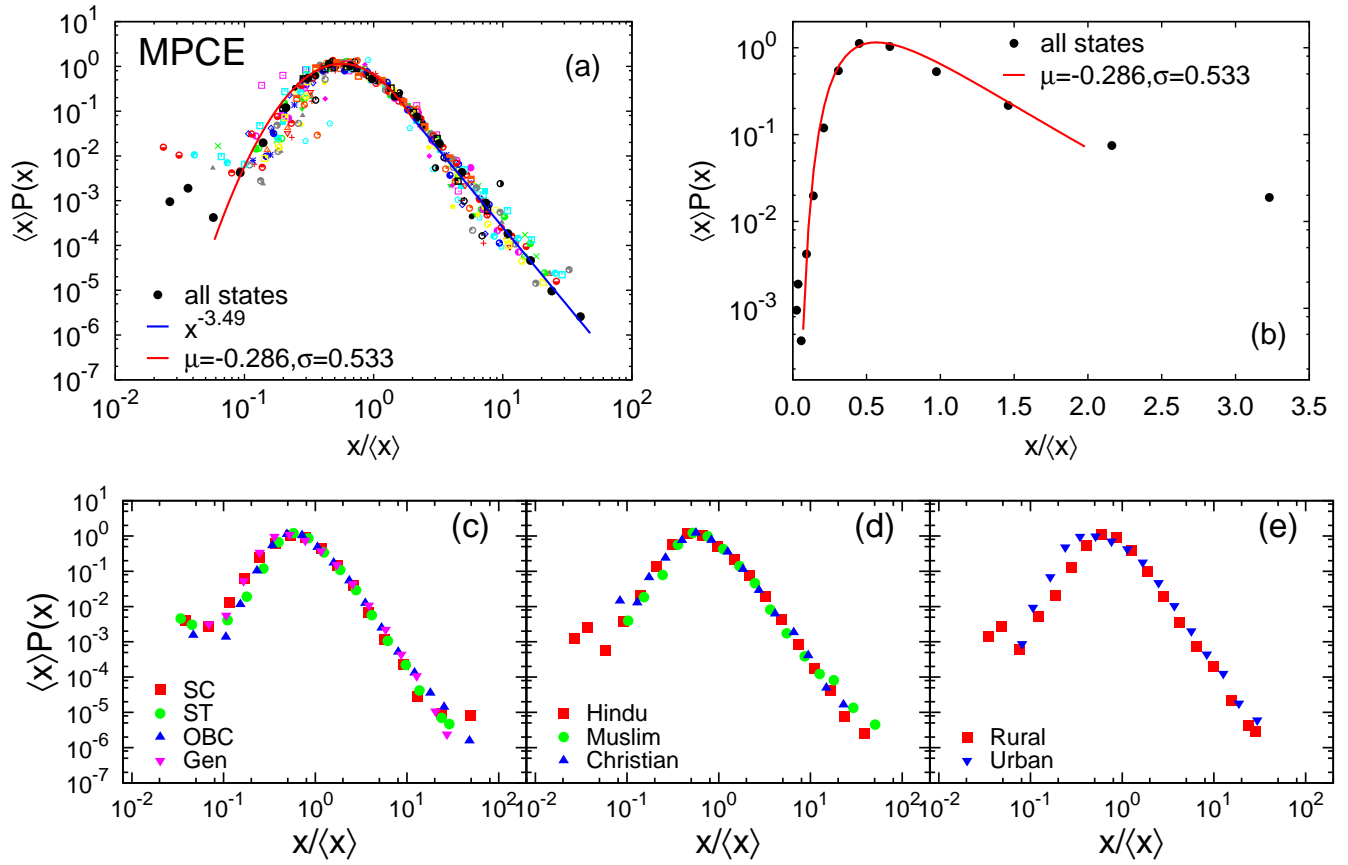 MPCE
(a)
10^1
10^0
10^-1
10^-2
10^-3
10^-4
10^-5
10^-6
10^-7
⟨x⟩P(x)
all states
x^-3.49
μ=-0.286,σ=0.533
10^-2
10^-1
10^0
10^1
10^2
x/⟨x⟩
10^0
10^-1
10^-2
10^-3
⟨x⟩P(x)
all states
μ=-0.286,σ=0.533
(b)
0.0
0.5
1.0
1.5
2.0
2.5
3.0
3.5
x/⟨x⟩
10^1
10^0
10^-1
10^-2
10^-3
10^-4
10^-5
10^-6
10^-7
⟨x⟩P(x)
(c)
SC
ST
OBC
Gen
10^-2
10^-1
10^0
10^1
10^2
x/⟨x⟩
(d)
Hindu
Muslim
Christian
10^-2
10^-1
10^0
10^1
10^2
x/⟨x⟩
(e)
Rural
Urban
10^-2
10^-1
10^0
10^1
10^2
x/⟨x⟩